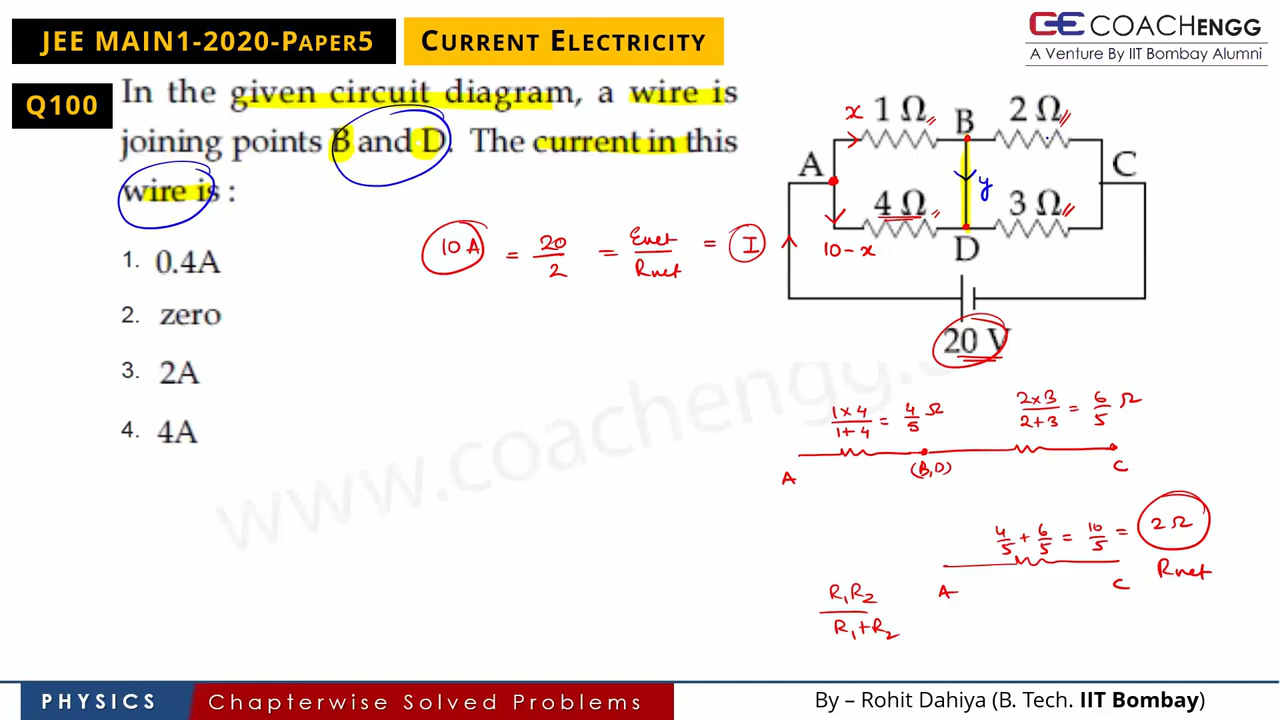 JEE MAIN1-2020-PAPER5
CURRENT ELECTRICITY
CEE COACHENGG
A Venture By IIT Bombay Alumni
Q100
In the given circuit diagram, a wire is
joining points B and D. The current in this
wire is :
1. 0.4A
2. zero
3. 2A
4. 4A
10 A = 20/2 = Enet/Rnet = I
x 1 Ω B 2 Ω
A C
y
4 Ω 3 Ω
10-x D
20 V
1×4/1+4 = 4/5 Ω
2×3/2+3 = 6/5 Ω
A (B,D) C
4/5 + 6/5 = 10/5 = 2 Ω
A C Rnet
R₁R₂/R₁+R₂
www.coachengg.
PHYSICS
Chapterwise Solved Problems
By – Rohit Dahiya (B. Tech. IIT Bombay)